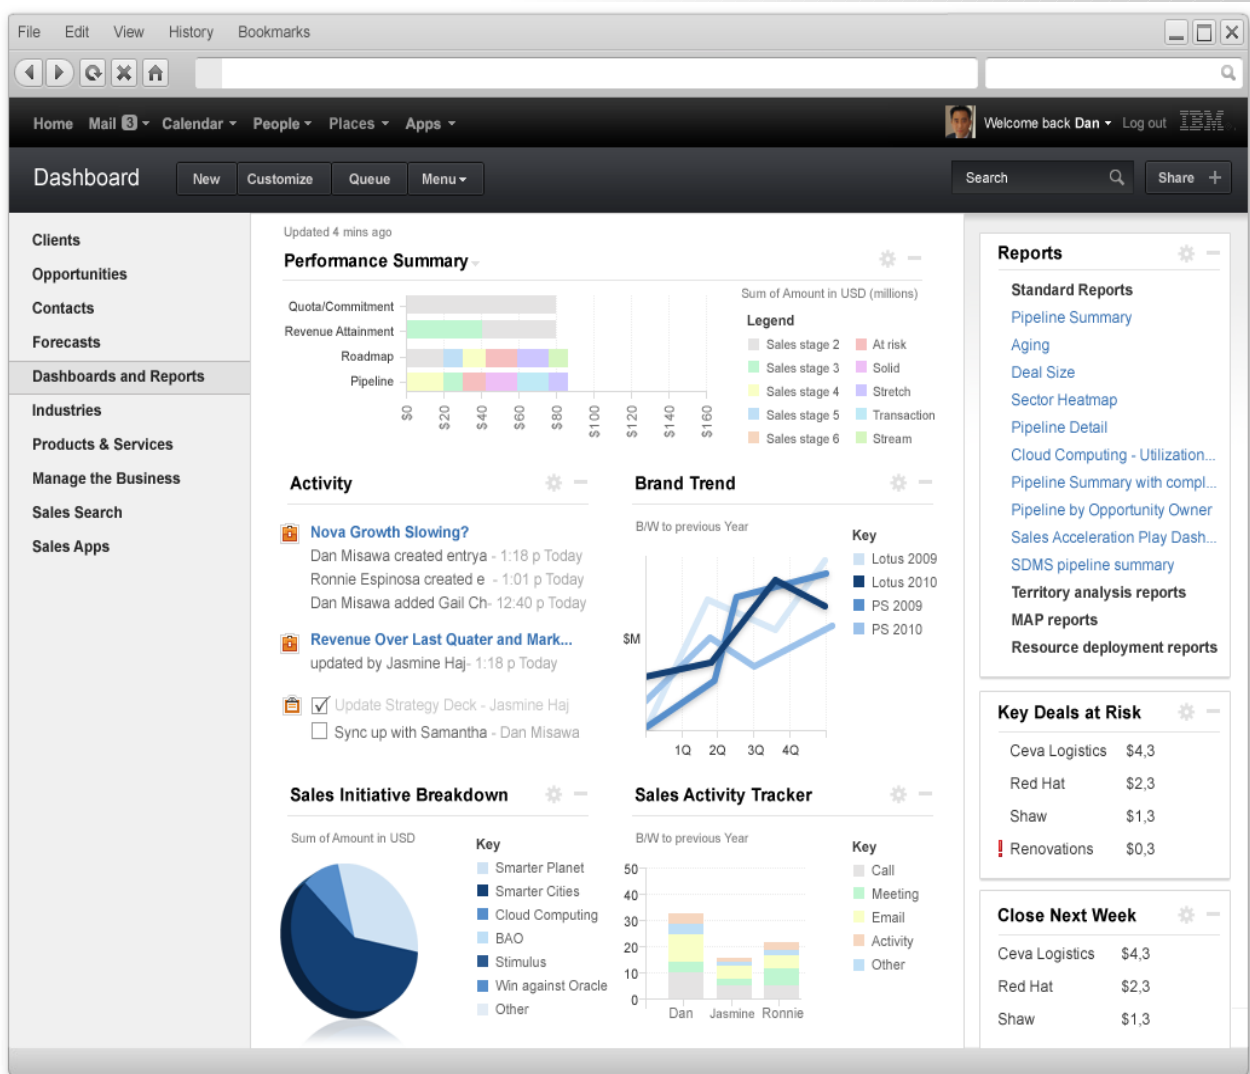 File Edit View History Bookmarks
Home Mail 3 Calendar People Places Apps Welcome back Dan Log out IBM
Dashboard New Customize Queue Menu Search Share
Clients
Opportunities
Contacts
Forecasts
Dashboards and Reports
Industries
Products & Services
Manage the Business
Sales Search
Sales Apps
Updated 4 mins ago
Performance Summary
Sum of Amount in USD (millions)
Quota/Commitment
Revenue Attainment
Roadmap
Pipeline
$0 $20 $40 $60 $80 $100 $120 $140 $160
Legend
Sales stage 2 At risk
Sales stage 3 Solid
Sales stage 4 Stretch
Sales stage 5 Transaction
Sales stage 6 Stream
Activity
Nova Growth Slowing?
Dan Misawa created entrya - 1:18 p Today
Ronnie Espinosa created e - 1:01 p Today
Dan Misawa added Gail Ch- 12:40 p Today
Revenue Over Last Quater and Mark...
updated by Jasmine Haj- 1:18 p Today
Update Strategy Deck - Jasmine Haj
Sync up with Samantha - Dan Misawa
Brand Trend
B/W to previous Year
$M
1Q 2Q 3Q 4Q
Key
Lotus 2009
Lotus 2010
PS 2009
PS 2010
Sales Initiative Breakdown
Sum of Amount in USD
Key
Smarter Planet
Smarter Cities
Cloud Computing
BAO
Stimulus
Win against Oracle
Other
Sales Activity Tracker
B/W to previous Year
50
40
30
20
10
0
Dan Jasmine Ronnie
Key
Call
Meeting
Email
Activity
Other
Reports
Standard Reports
Pipeline Summary
Aging
Deal Size
Sector Heatmap
Pipeline Detail
Cloud Computing - Utilization...
Pipeline Summary with compl...
Pipeline by Opportunity Owner
Sales Acceleration Play Dash...
SDMS pipeline summary
Territory analysis reports
MAP reports
Resource deployment reports
Key Deals at Risk
Ceva Logistics $4,3
Red Hat $2,3
Shaw $1,3
! Renovations $0,3
Close Next Week
Ceva Logistics $4,3
Red Hat $2,3
Shaw $1,3